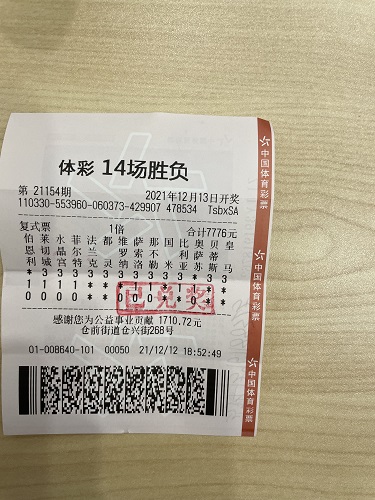 体彩 14场胜负
第 21154期 2021年12月13日开奖
110330-553960-060373-429907 478534 TsbxSA
复式票 1倍 合计7776元
伯莱水菲法都维萨那国比奥贝皇
恩切晶尔兰 罗索不 利萨蒂
利城宫特克灵纳洛勒米亚苏斯马
已兑奖
感谢您为公益事业贡献 1710.72元
仓前街道仓兴街268号
01-008640-101 00050 21/12/12 18:52:49
中国体育彩票
中国体育彩票
中国体育彩票